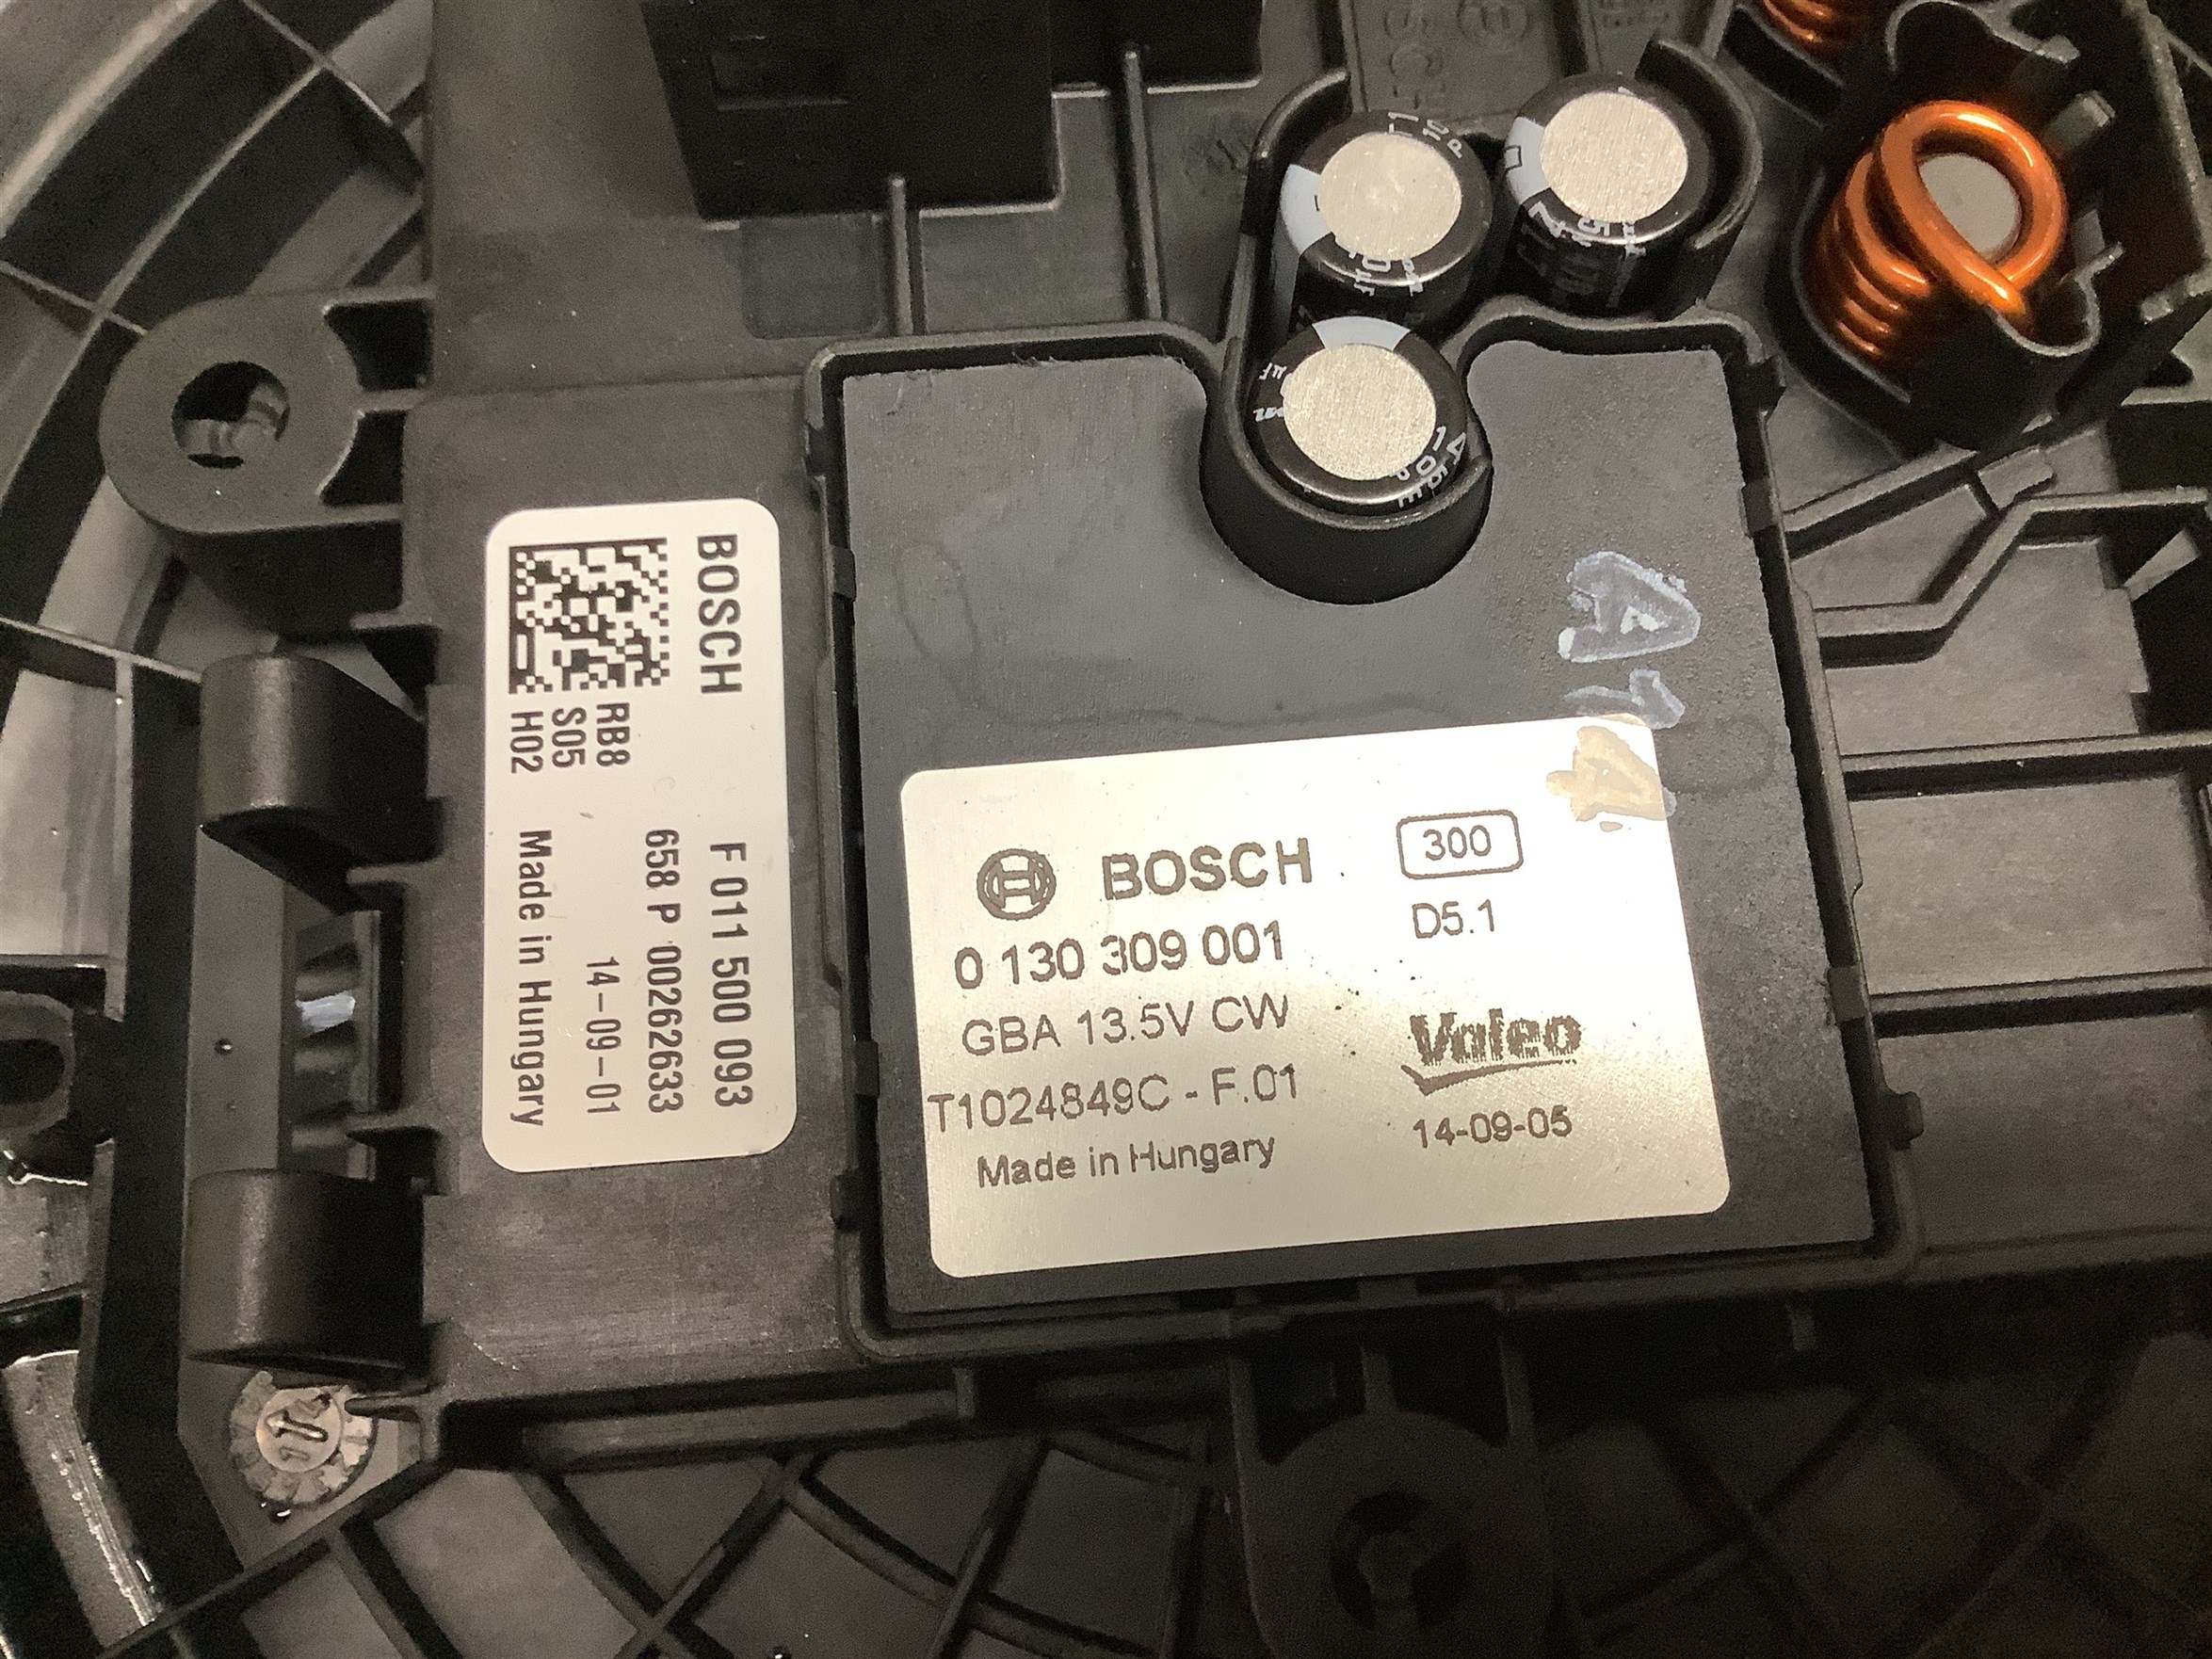 BOSCH
RB8
S05
H02
F 011 500 093
658 P 00262633
14-09-01
Made in Hungary
BOSCH
300
0 130 309 001
D5.1
GBA 13.5V CW
T1024849C - F.01
Valeo
Made in Hungary
14-09-05